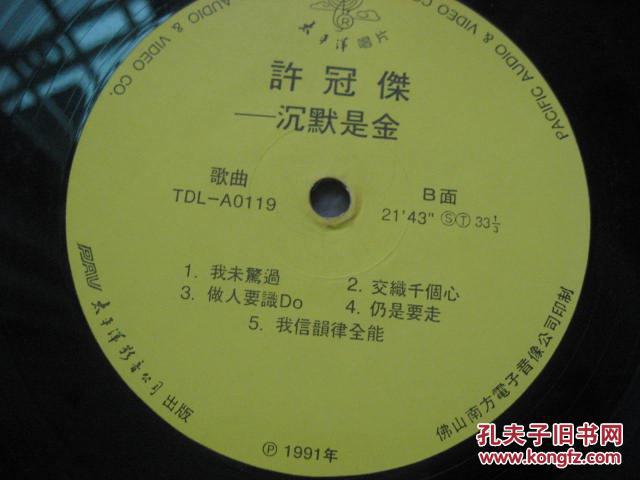 AUDIO & VIDEO CO.
太平洋唱片
PACIFIC AUDIO & VIDEO CO.
許冠傑
—沉默是金
歌曲
TDL-A0119
B面
21'43" ⓈⓉ 33⅓
1. 我未驚過
2. 交織千個心
3. 做人要識Do
4. 仍是要走
5. 我信韻律全能
℗ 1991年
PAV 太平洋影音公司 出版
佛山南方電子音像公司印制
孔夫子旧书网
www.kongfz.com